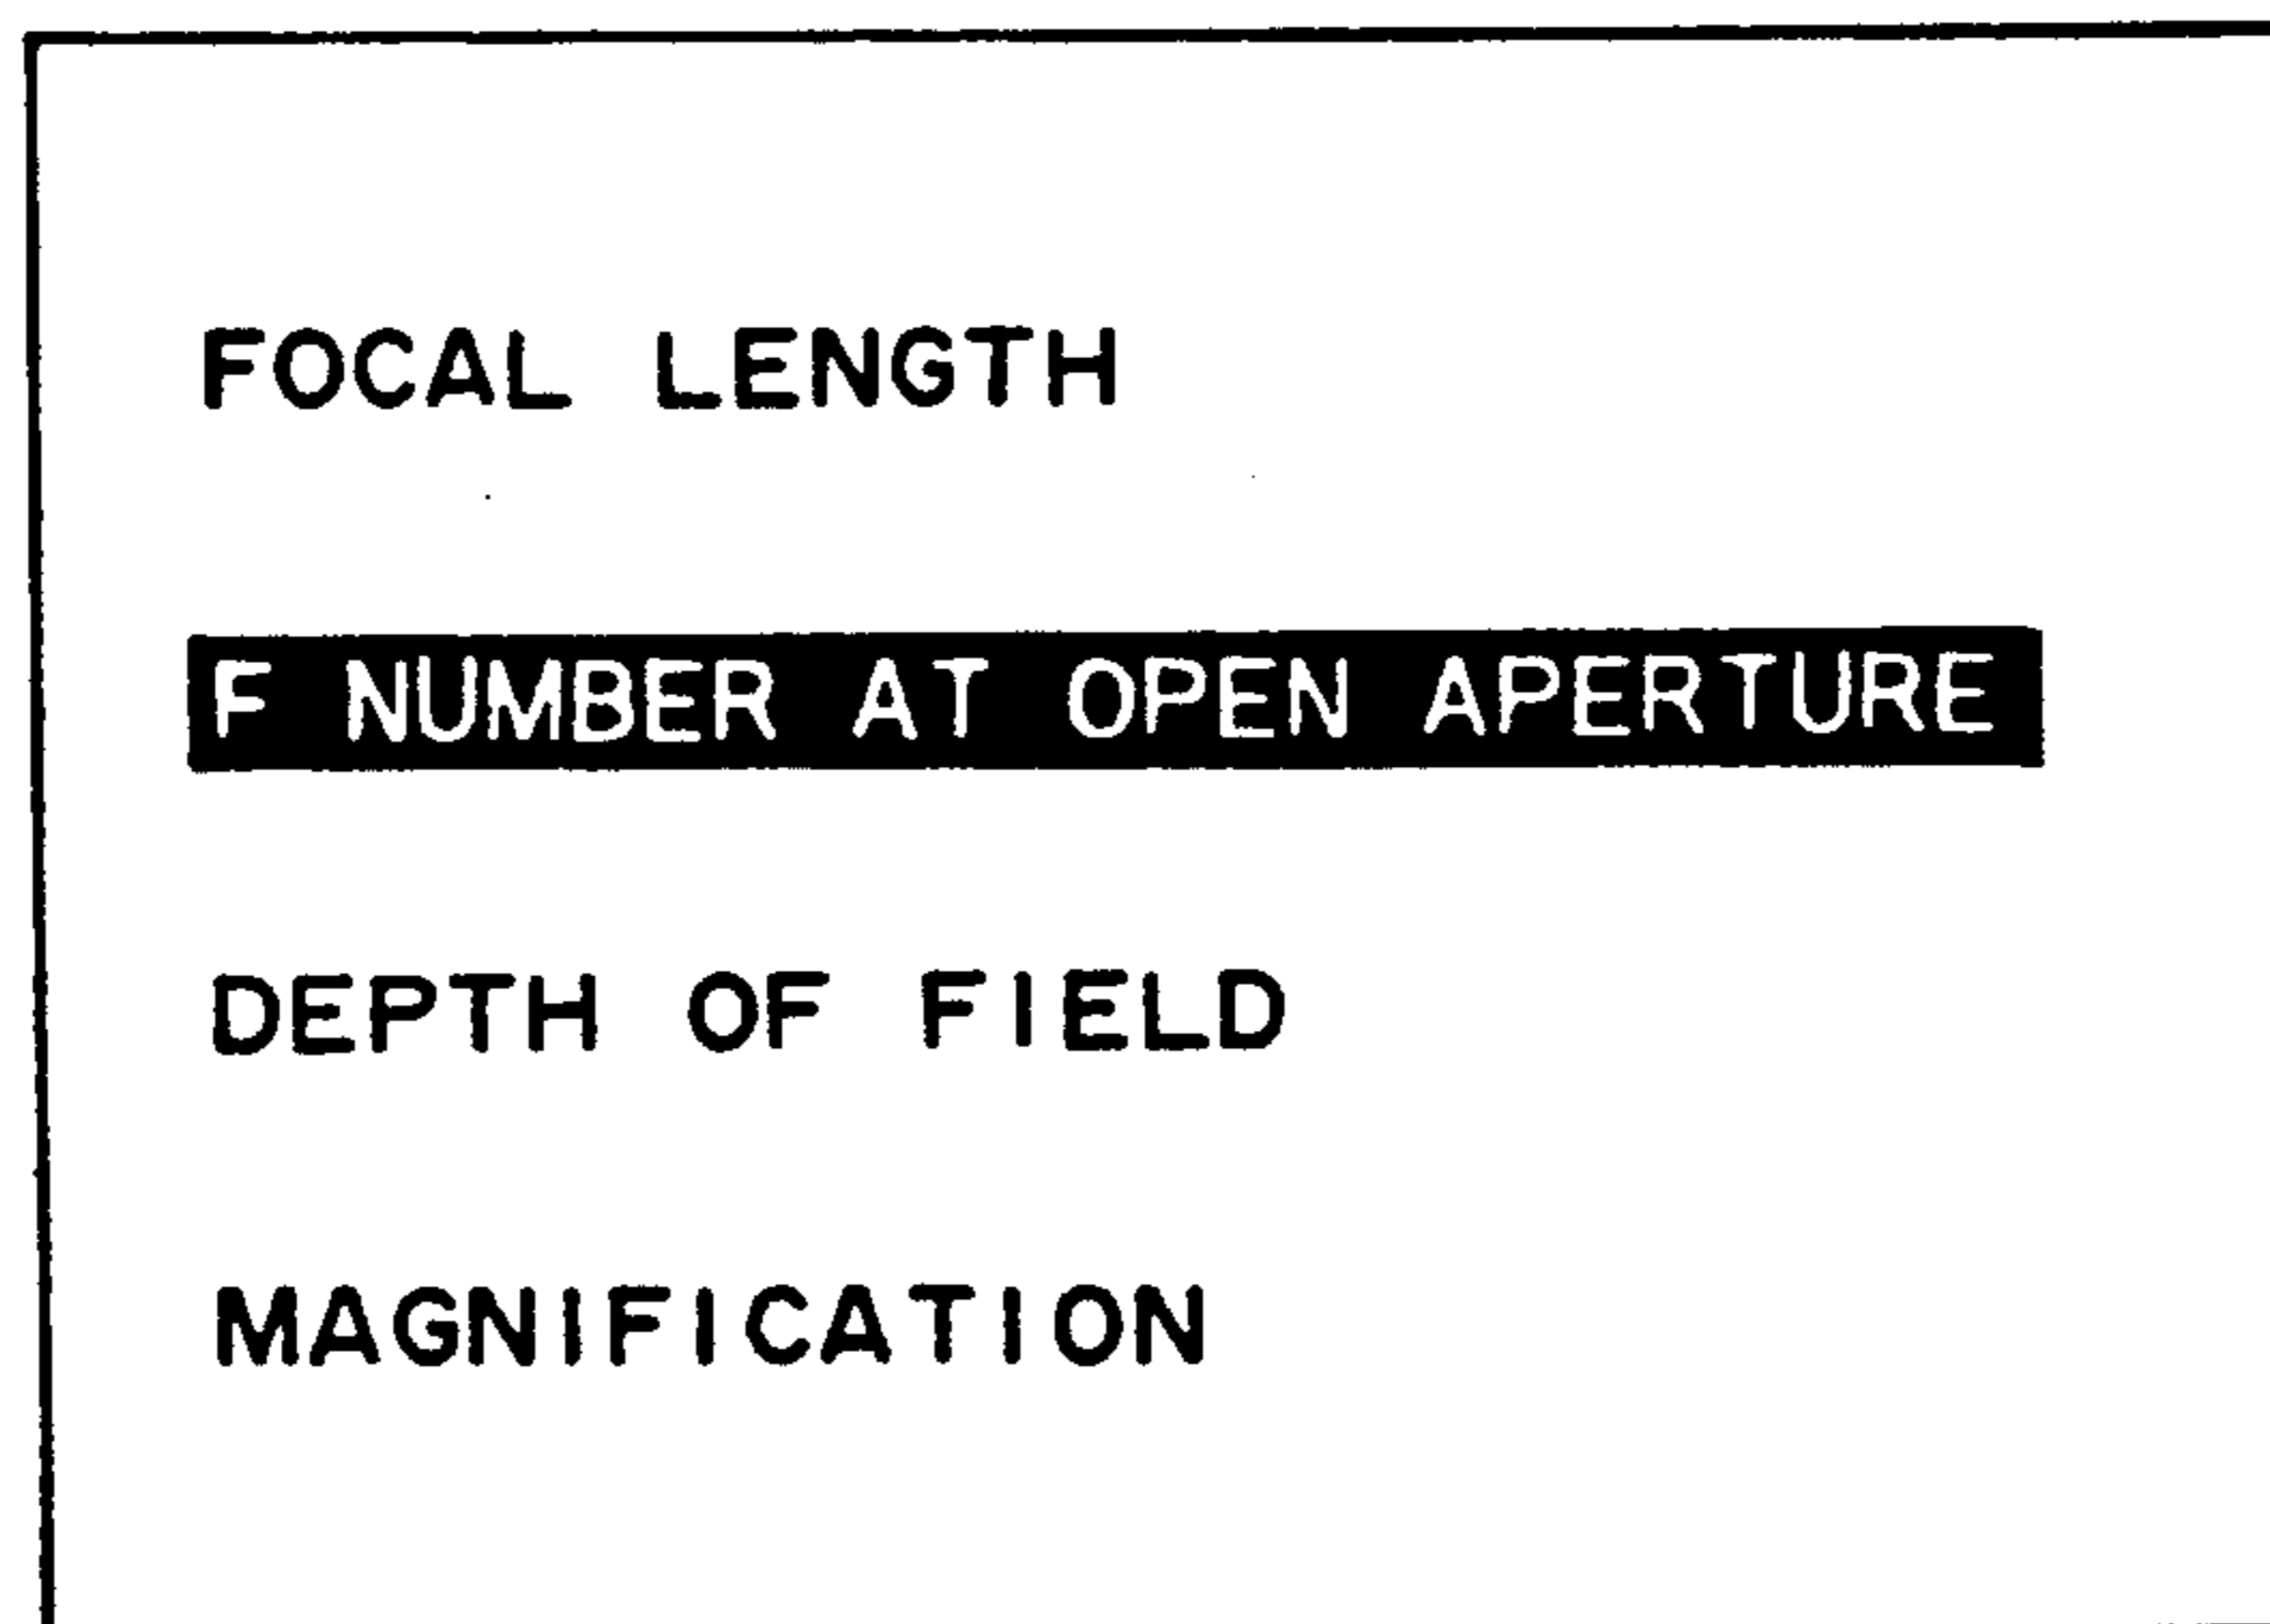 FOCAL LENGTH
F NUMBER AT OPEN APERTURE
DEPTH OF FIELD
MAGNIFICATION